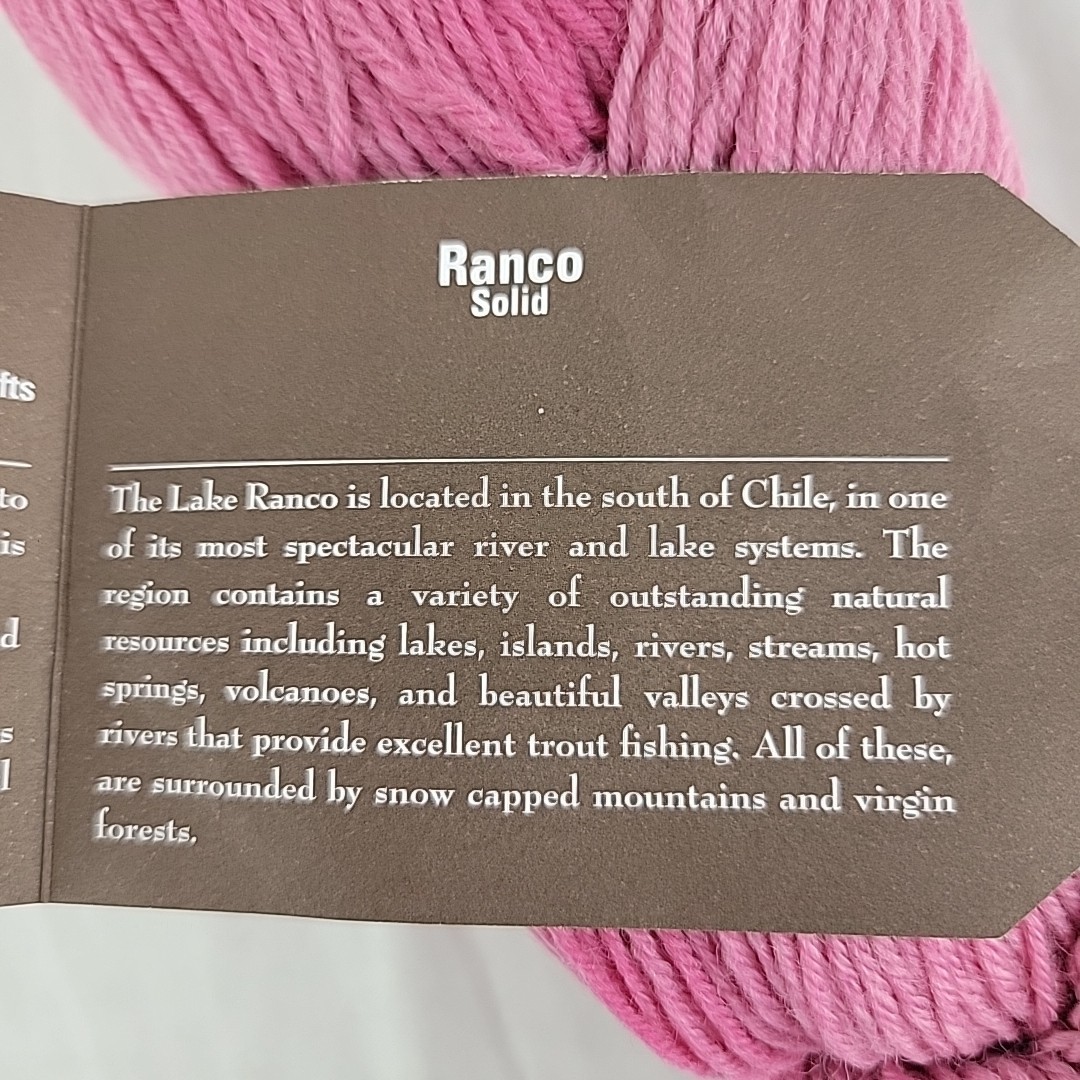 Ranco
Solid
The Lake Ranco is located in the south of Chile, in one
of its most spectacular river and lake systems. The
region contains a variety of outstanding natural
resources including lakes, islands, rivers, streams, hot
springs, volcanoes, and beautiful valleys crossed by
rivers that provide excellent trout fishing. All of these,
are surrounded by snow capped mountains and virgin
forests.
to
is